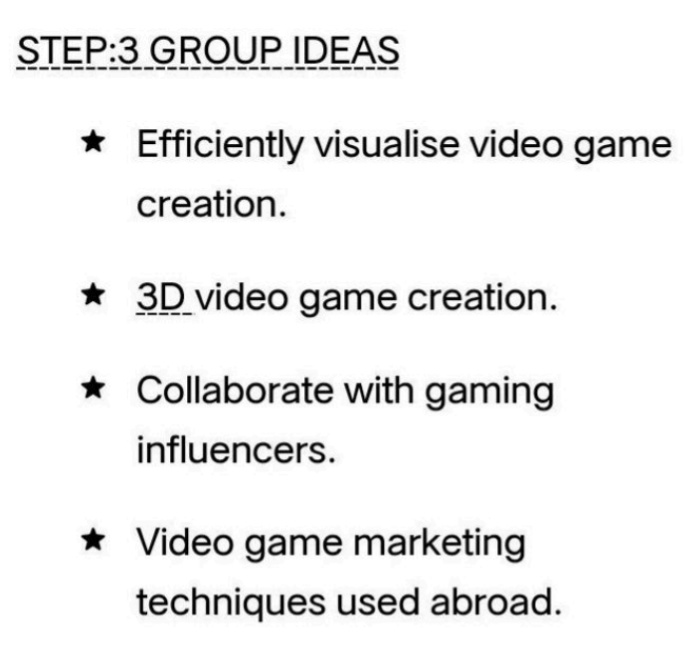 STEP:3 GROUP IDEAS
★ Efficiently visualise video game
creation.
★ 3D video game creation.
★ Collaborate with gaming
influencers.
★ Video game marketing
techniques used abroad.